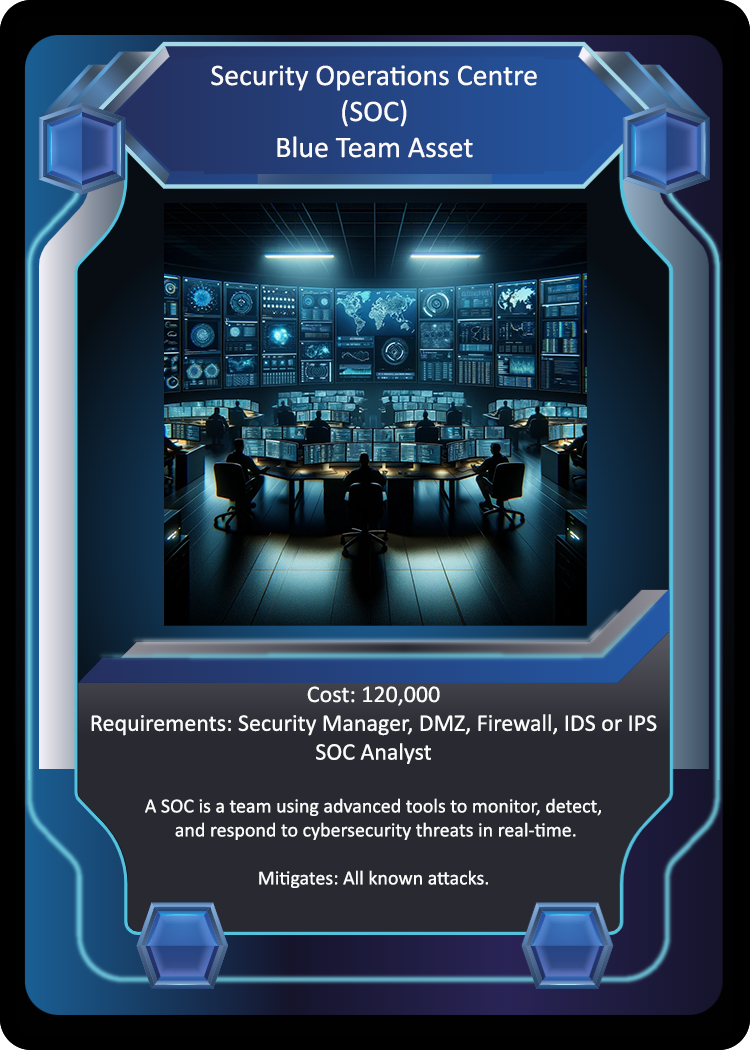 Security Operations Centre
(SOC)
Blue Team Asset
Cost: 120,000
Requirements: Security Manager, DMZ, Firewall, IDS or IPS
SOC Analyst
A SOC is a team using advanced tools to monitor, detect,
and respond to cybersecurity threats in real-time.
Mitigates: All known attacks.